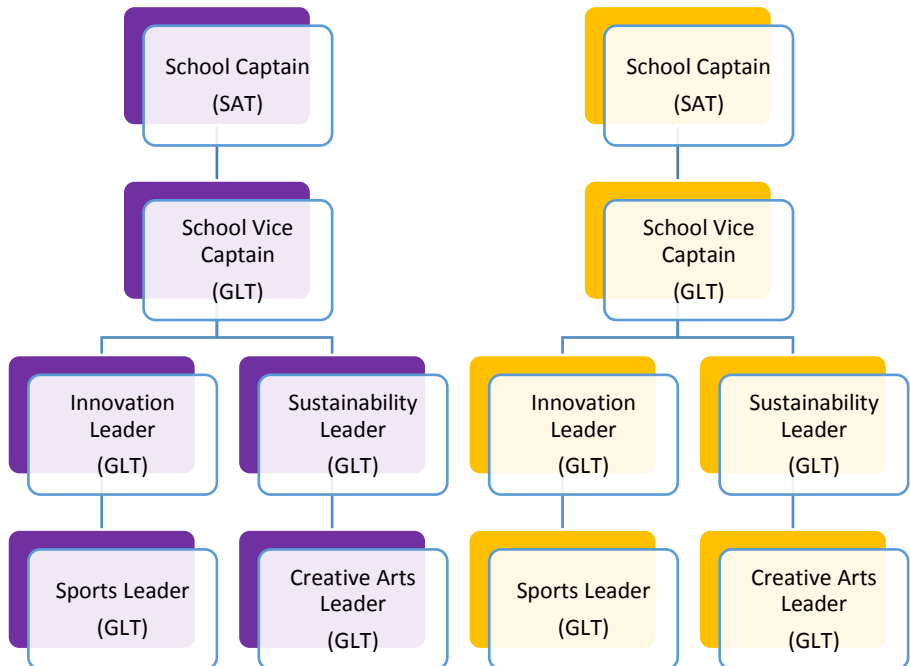 School Captain
(SAT)
School Captain
(SAT)
School Vice
Captain
(GLT)
School Vice
Captain
(GLT)
Innovation
Leader
(GLT)
Sustainability
Leader
(GLT)
Innovation
Leader
(GLT)
Sustainability
Leader
(GLT)
Sports Leader
(GLT)
Creative Arts
Leader
(GLT)
Sports Leader
(GLT)
Creative Arts
Leader
(GLT)